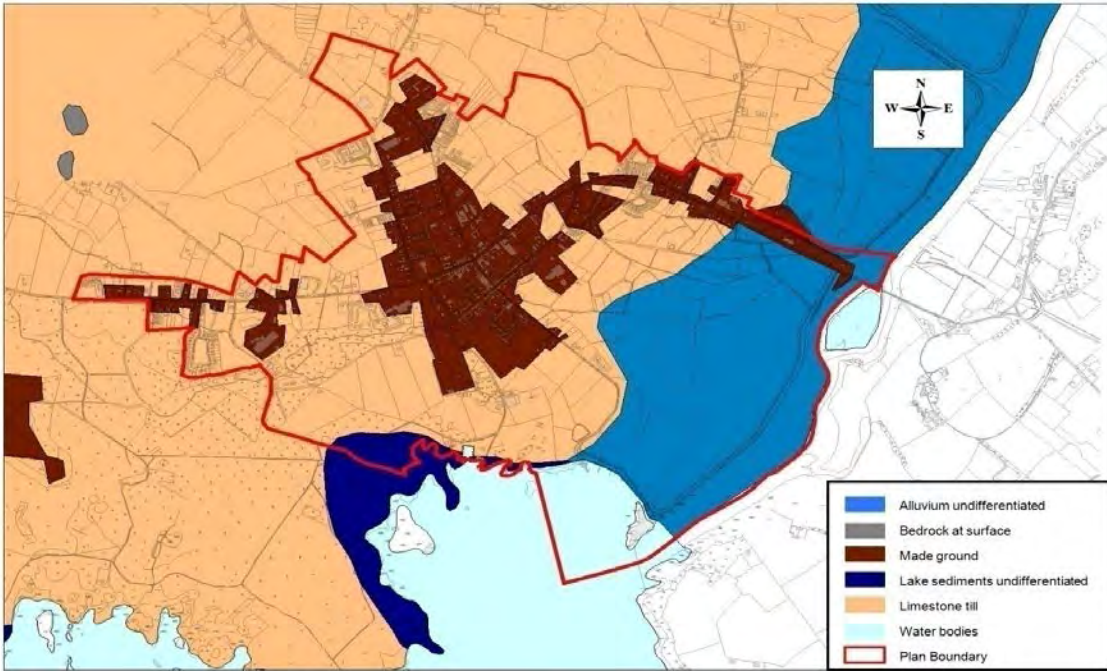 N
W E
S
Alluvium undifferentiated
Bedrock at surface
Made ground
Lake sediments undifferentiated
Limestone till
Water bodies
Plan Boundary